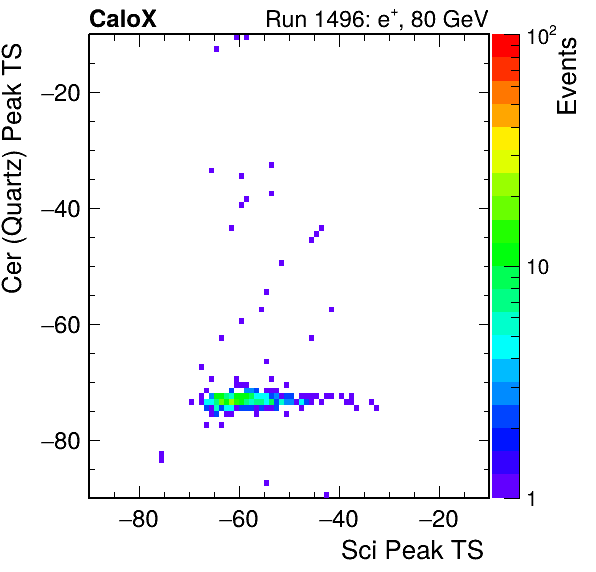 CaloX Run 1496: e⁺, 80 GeV
Cer (Quartz) Peak TS
−20
−40
−60
−80
−80 −60 −40 −20
Sci Peak TS
10²
10
1
Events